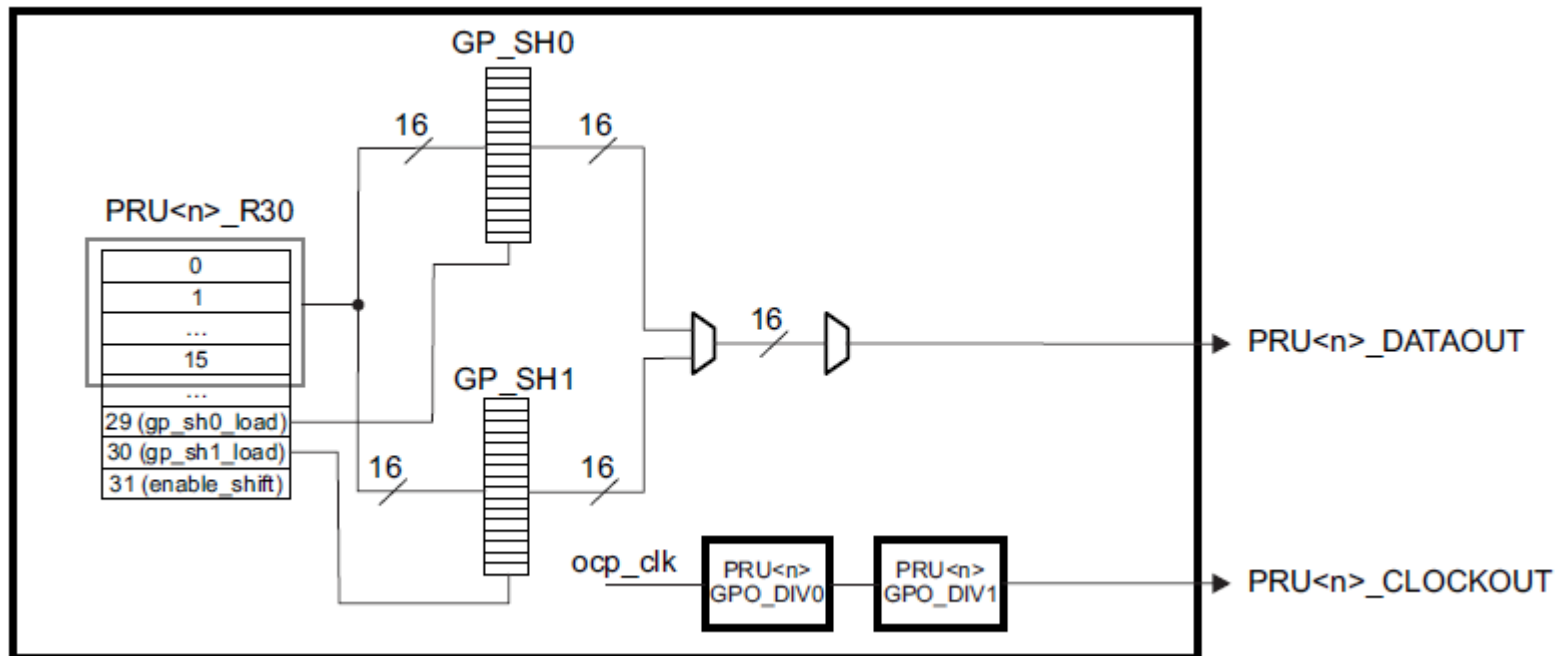 GP_SH0
16
16
PRU<n>_R30
0
1
...
15
...
29 (gp_sh0_load)
30 (gp_sh1_load)
31 (enable_shift)
16
PRU<n>_DATAOUT
GP_SH1
16
16
ocp_clk
PRU<n>
GPO_DIV0
PRU<n>
GPO_DIV1
PRU<n>_CLOCKOUT